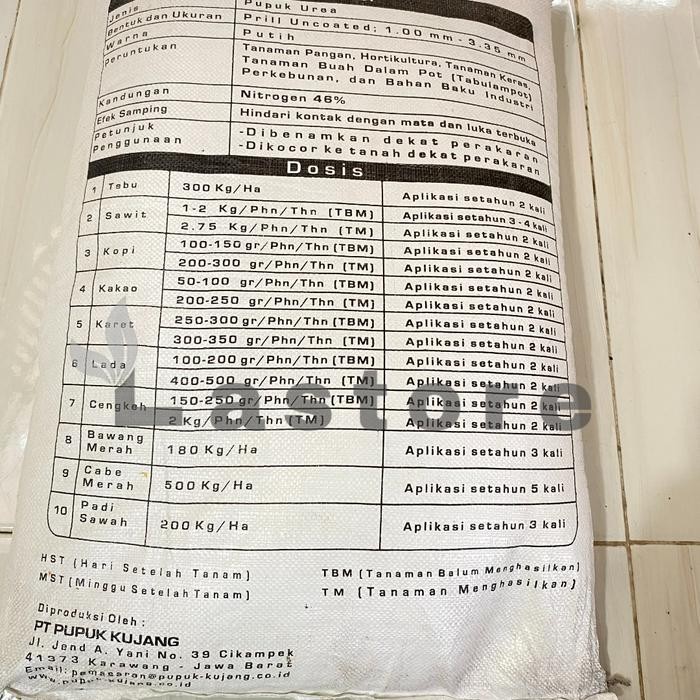 Jenis Pupuk Urea
Bentuk dan Ukuran Prill Uncoated; 1.00 mm - 3.35 mm
Warna Putih
Peruntukan Tanaman Pangan, Hortikultura, Tanaman Keras,
Tanaman Buah Dalam Pot (Tabulampot)
Perkebunan, dan Bahan Baku Industri
Kandungan Nitrogen 46%
Efek Samping Hindari kontak dengan mata dan luka terbuka
Petunjuk Penggunaan -Dibenamkan dekat perakaran
-Dikocor ke tanah dekat perakaran
Dosis
1 Tebu 300 Kg/Ha Aplikasi setahun 2 kali
2 Sawit 1-2 Kg/Phn/Thn (TBM) Aplikasi setahun 3-4 kali
2.75 Kg/Phn/Thn (TM) Aplikasi setahun 2 kali
3 Kopi 100-150 gr/Phn/Thn (TBM) Aplikasi setahun 2 kali
200-300 gr/Phn/Thn (TM) Aplikasi setahun 2 kali
4 Kakao 50-100 gr/Phn/Thn (TBM) Aplikasi setahun 2 kali
200-250 gr/Phn/Thn (TM) Aplikasi setahun 2 kali
5 Karet 250-300 gr/Phn/Thn (TBM) Aplikasi setahun 2 kali
300-350 gr/Phn/Thn (TM) Aplikasi setahun 2 kali
6 Lada 100-200 gr/Phn/Thn (TBM) Aplikasi setahun 2 kali
400-500 gr/Phn/Thn (TM) Aplikasi setahun 2 kali
7 Cengkeh 150-250 gr/Phn/Thn (TBM) Aplikasi setahun 2 kali
2 Kg/Phn/Thn (TM) Aplikasi setahun 2 kali
Lastore
8 Bawang Merah 180 Kg/Ha Aplikasi setahun 3 kali
9 Cabe Merah 500 Kg/Ha Aplikasi setahun 5 kali
10 Padi Sawah 200 Kg/Ha Aplikasi setahun 3 kali
HST (Hari Setelah Tanam) TBM (Tanaman Balum Menghasilkan)
MST (Minggu Setelah Tanam) TM (Tanaman Menghasilkan)
Diproduksi Oleh :
PT PUPUK KUJANG
Jl. Jend A. Yani No. 39 Cikampek
41373 Karawang - Jawa Barat
Email: pemasaran@pupuk-kujang.co.id
www.pupuk-kujang.co.id